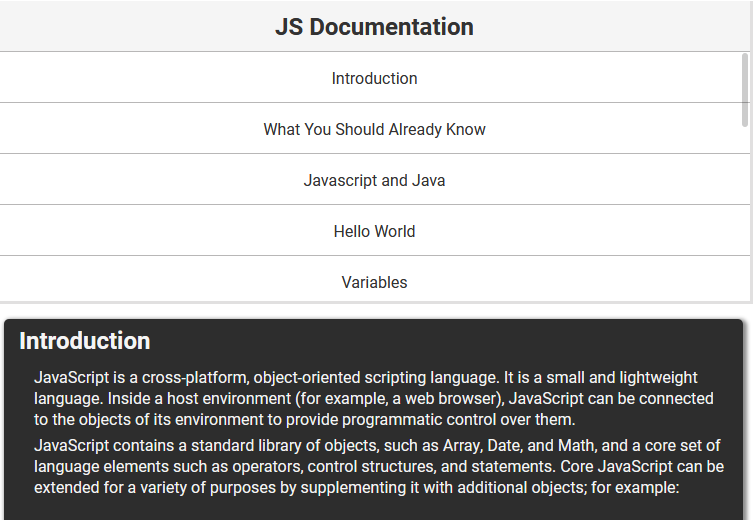 JS Documentation
Introduction
What You Should Already Know
Javascript and Java
Hello World
Variables
Introduction
JavaScript is a cross-platform, object-oriented scripting language. It is a small and lightweight
language. Inside a host environment (for example, a web browser), JavaScript can be connected
to the objects of its environment to provide programmatic control over them.
JavaScript contains a standard library of objects, such as Array, Date, and Math, and a core set of
language elements such as operators, control structures, and statements. Core JavaScript can be
extended for a variety of purposes by supplementing it with additional objects; for example: